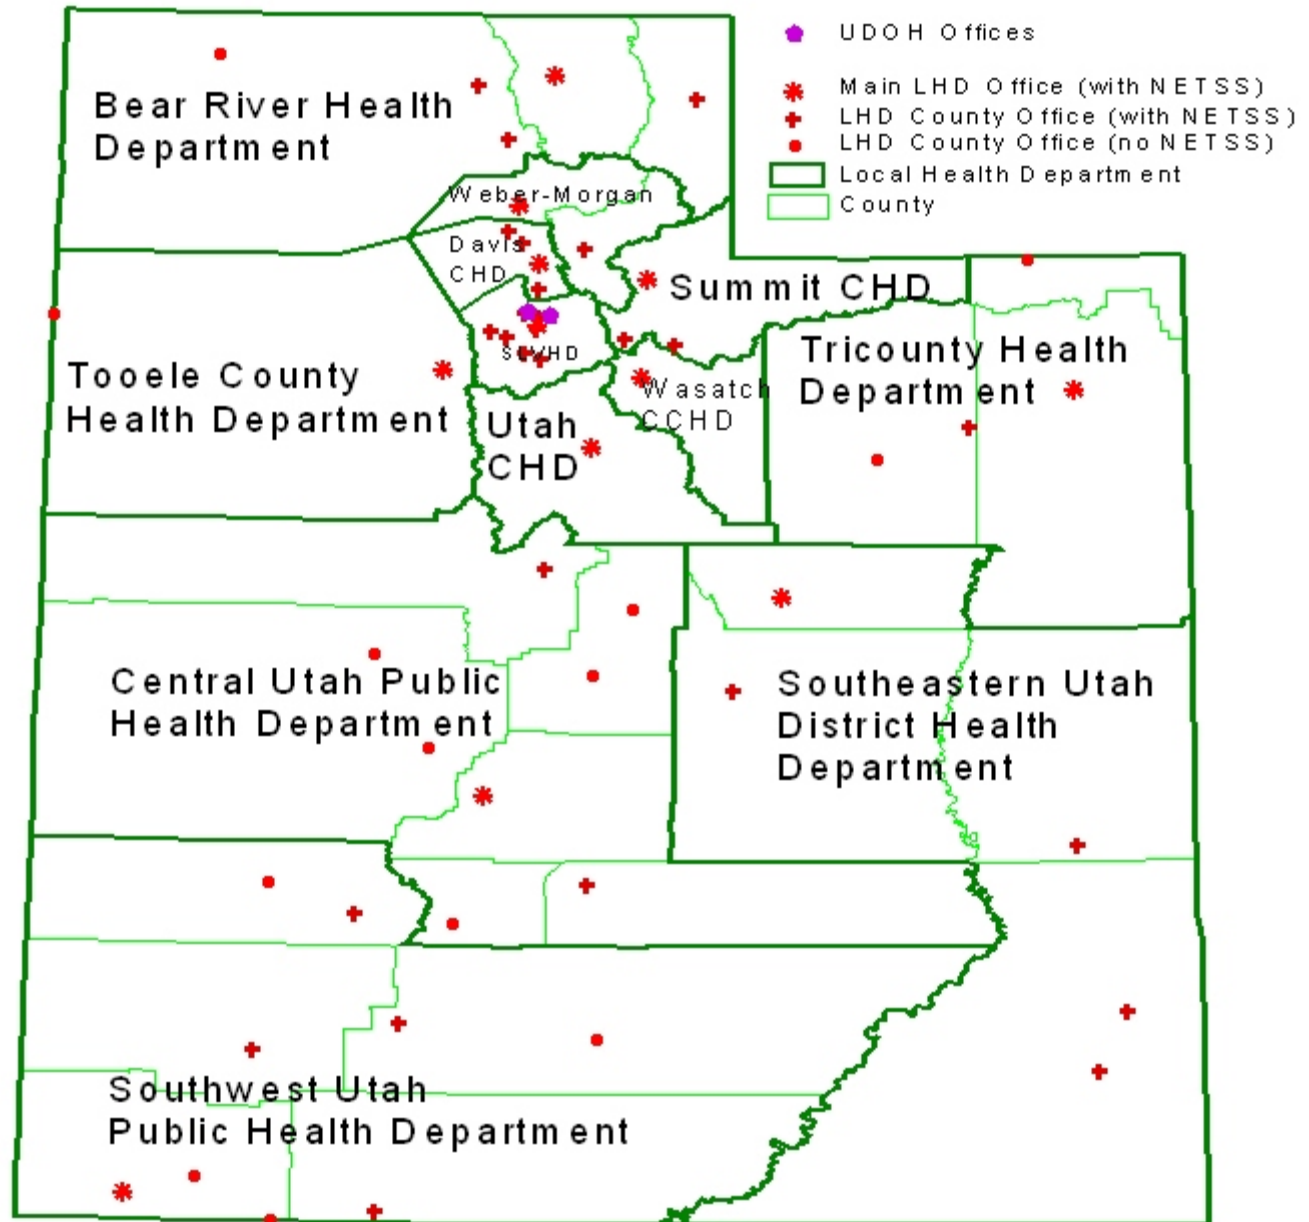 UDOH Offices
Main LHD Office (with NETSS)
LHD County Office (with NETSS)
LHD County Office (no NETSS)
Local Health Department
County
Bear River Health
Department
Weber-Morgan
Davis
CHD
Summit CHD
SLVHD
Tooele County
Health Department
Tricounty Health
Department
Wasatch
CCHD
Utah
CHD
Central Utah Public
Health Department
Southeastern Utah
District Health
Department
Southwest Utah
Public Health Department